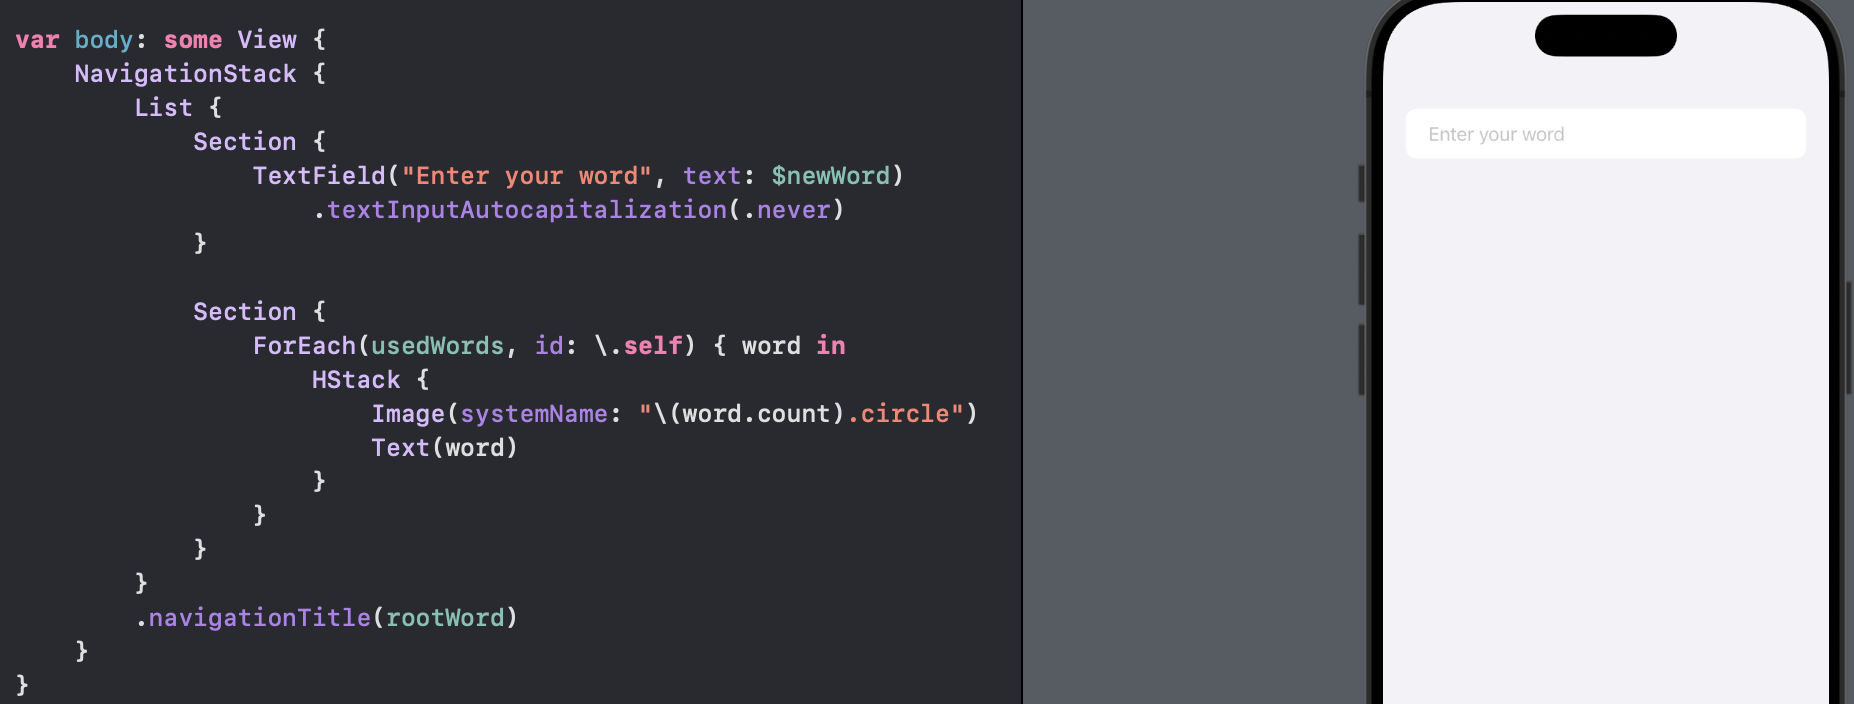 var body: some View {
NavigationStack {
List {
Section {
TextField("Enter your word", text: $newWord)
.textInputAutocapitalization(.never)
}
Section {
ForEach(usedWords, id: \.self) { word in
HStack {
Image(systemName: "\(word.count).circle")
Text(word)
}
}
}
}
.navigationTitle(rootWord)
}
}
Enter your word